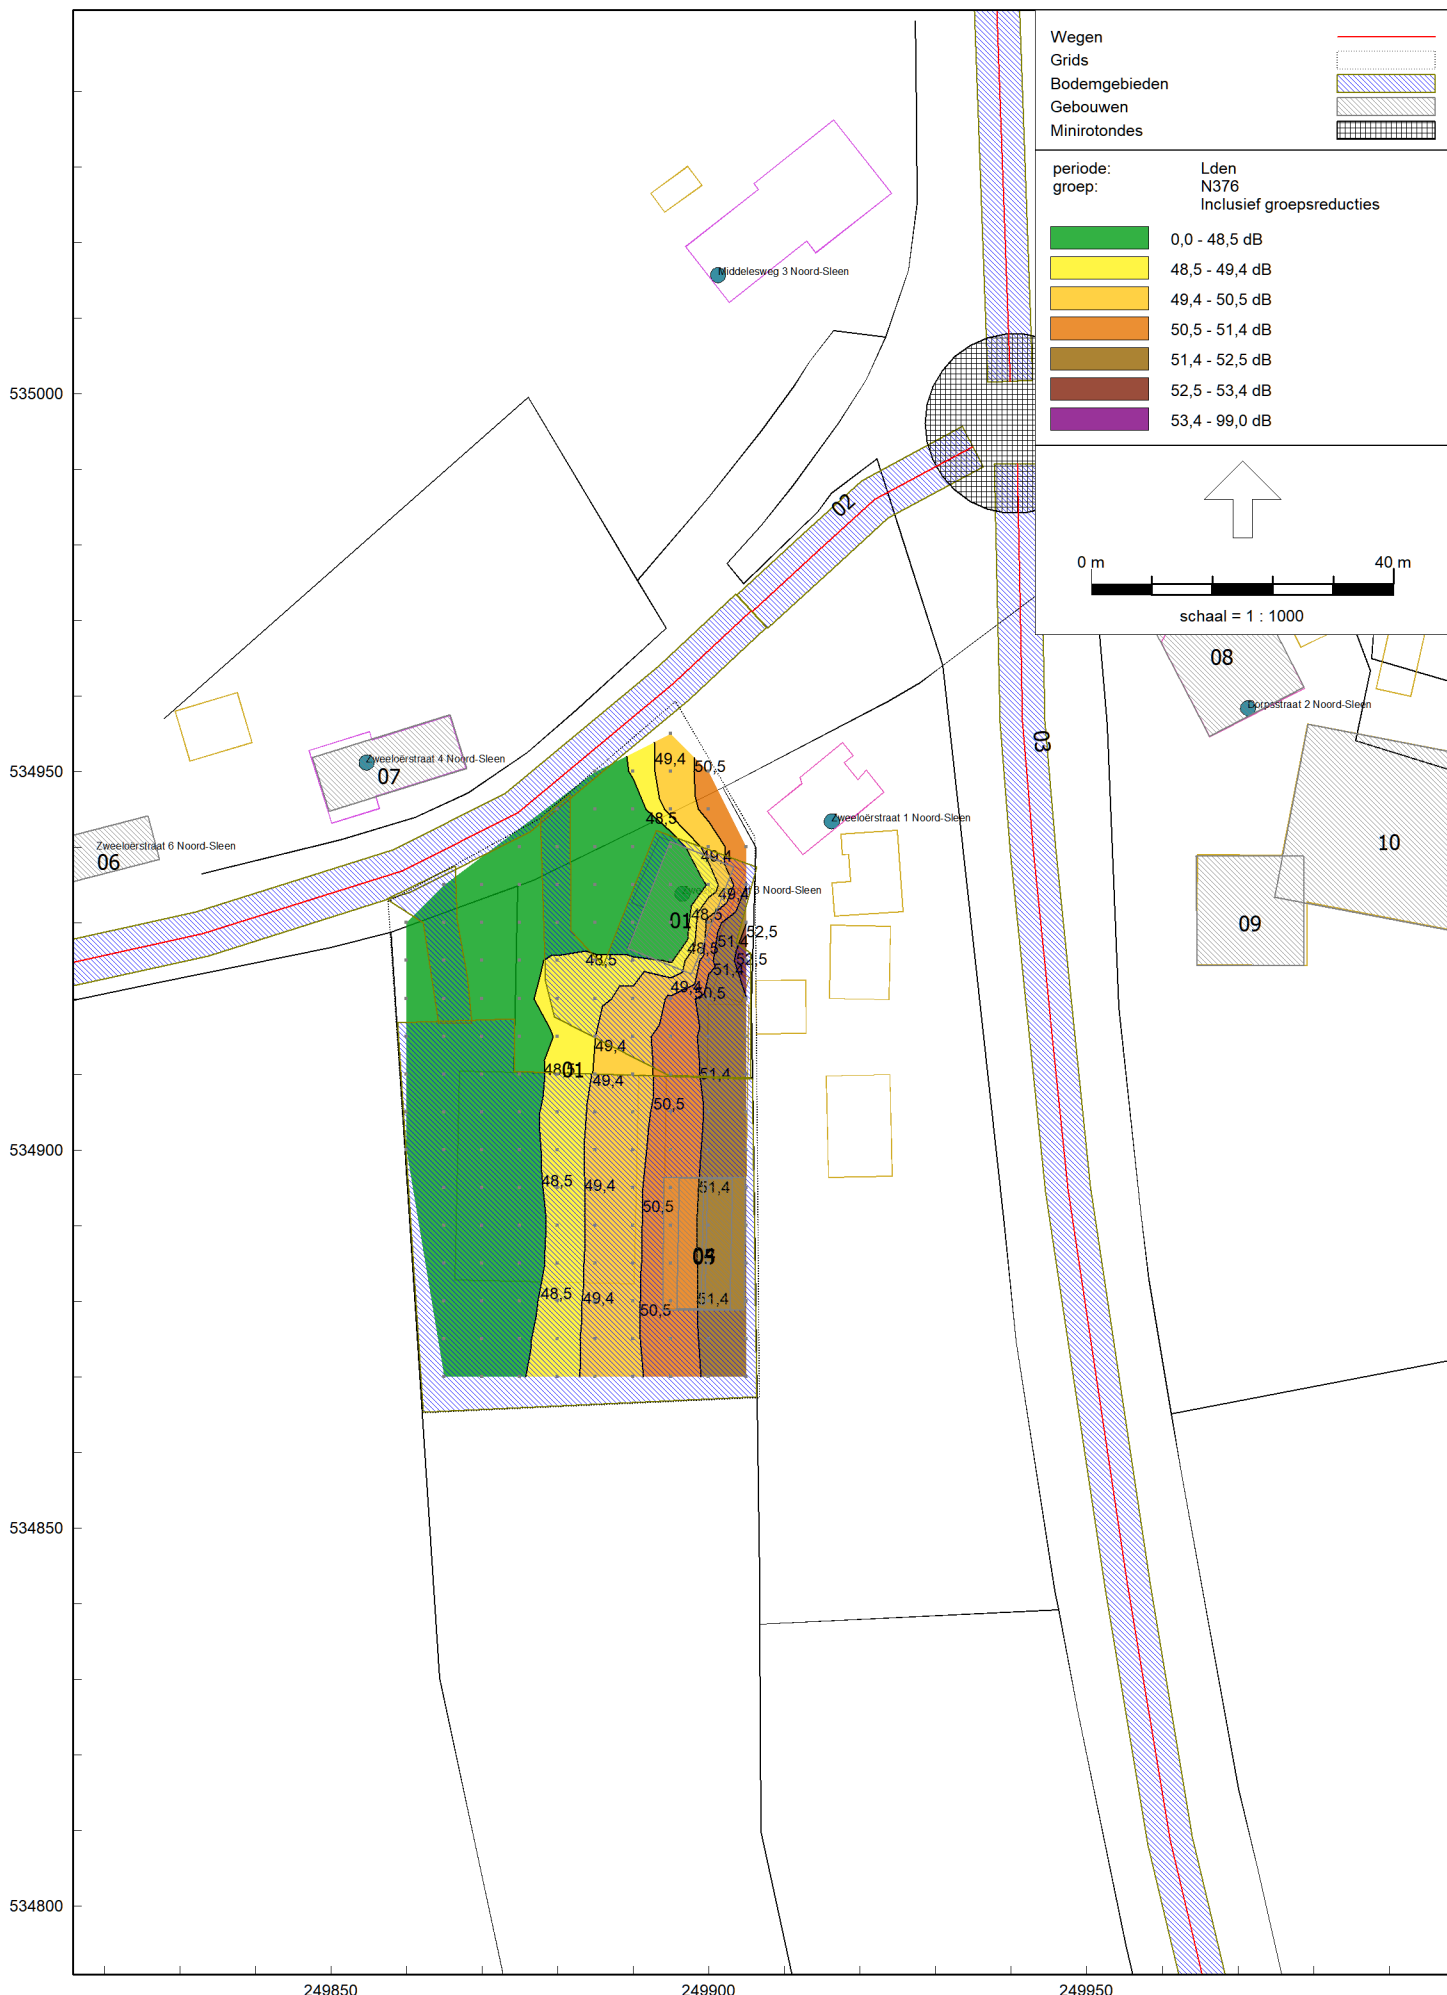 Wegen
Grids
Bodemgebieden
Gebouwen
Minirotondes
periode: Lden
groep: N376
Inclusief groepsreducties
0,0 - 48,5 dB
48,5 - 49,4 dB
49,4 - 50,5 dB
50,5 - 51,4 dB
51,4 - 52,5 dB
52,5 - 53,4 dB
53,4 - 99,0 dB
0 m 40 m
schaal = 1 : 1000
Middelesweg 3 Noord-Sleen
535000
02
08
Dorpsstraat 2 Noord-Sleen
03
Zweeloërstraat 4 Noord-Sleen
07
49,4
50,5
534950
48,5
Zweeloërstraat 1 Noord-Sleen
Zweeloërstraat 6 Noord-Sleen
06
10
49,4
3 Noord-Sleen
49,4
48,5
01
09
52,5
51,4
48,5
48,5
52,5
51,4
49,4
50,5
49,4
48,5
01
49,4
51,4
50,5
534900
48,5
49,4
51,4
50,5
48,5
49,4
51,4
50,5
534850
534800
249850
249900
249950